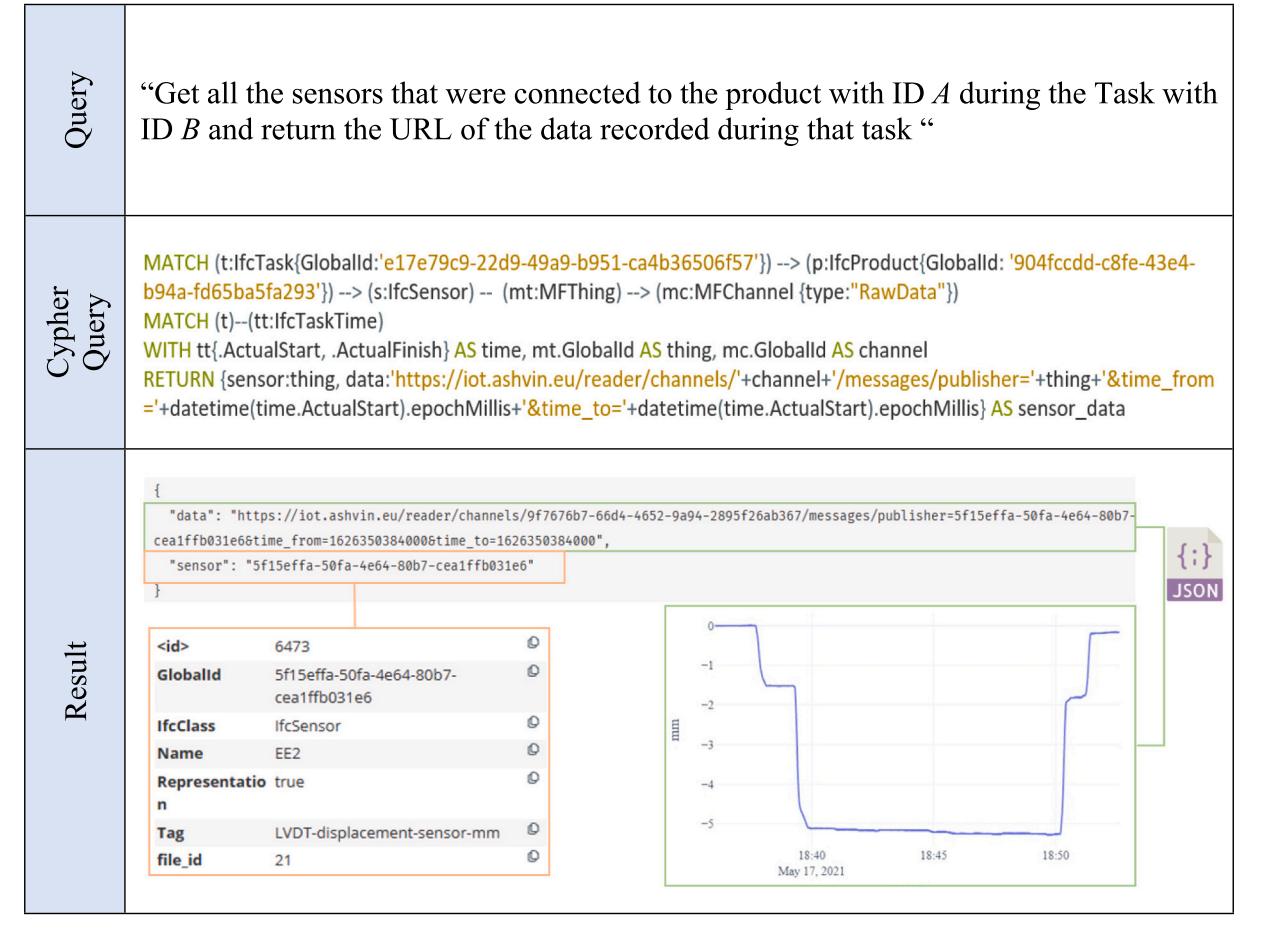 Query
“Get all the sensors that were connected to the product with ID A during the Task with
ID B and return the URL of the data recorded during that task “
Cypher
Query
MATCH (t:IfcTask{GlobalId:'e17e79c9-22d9-49a9-b951-ca4b36506f57'}) --> (p:IfcProduct{GlobalId: '904fccdd-c8fe-43e4-
b94a-fd65ba5fa293'}) --> (s:IfcSensor) -- (mt:MFThing) --> (mc:MFChannel {type:"RawData"})
MATCH (t)--(tt:IfcTaskTime)
WITH tt{.ActualStart, .ActualFinish} AS time, mt.GlobalId AS thing, mc.GlobalId AS channel
RETURN {sensor:thing, data:'https://iot.ashvin.eu/reader/channels/'+channel+'/messages/publisher='+thing+'&time_from
='+datetime(time.ActualStart).epochMillis+'&time_to='+datetime(time.ActualStart).epochMillis} AS sensor_data
Result
{
"data": "https://iot.ashvin.eu/reader/channels/9f7676b7-66d4-4652-9a94-2895f26ab367/messages/publisher=5f15effa-50fa-4e64-80b7-
cea1ffb031e6&time_from=1626350384000&time_to=1626350384000",
"sensor": "5f15effa-50fa-4e64-80b7-cea1ffb031e6"
}
{;}
JSON
<id> 6473
GlobalId 5f15effa-50fa-4e64-80b7-
cea1ffb031e6
IfcClass IfcSensor
Name EE2
Representatio true
n
Tag LVDT-displacement-sensor-mm
file_id 21
mm
0
−1
−2
−3
−4
−5
18:40 18:45 18:50
May 17, 2021